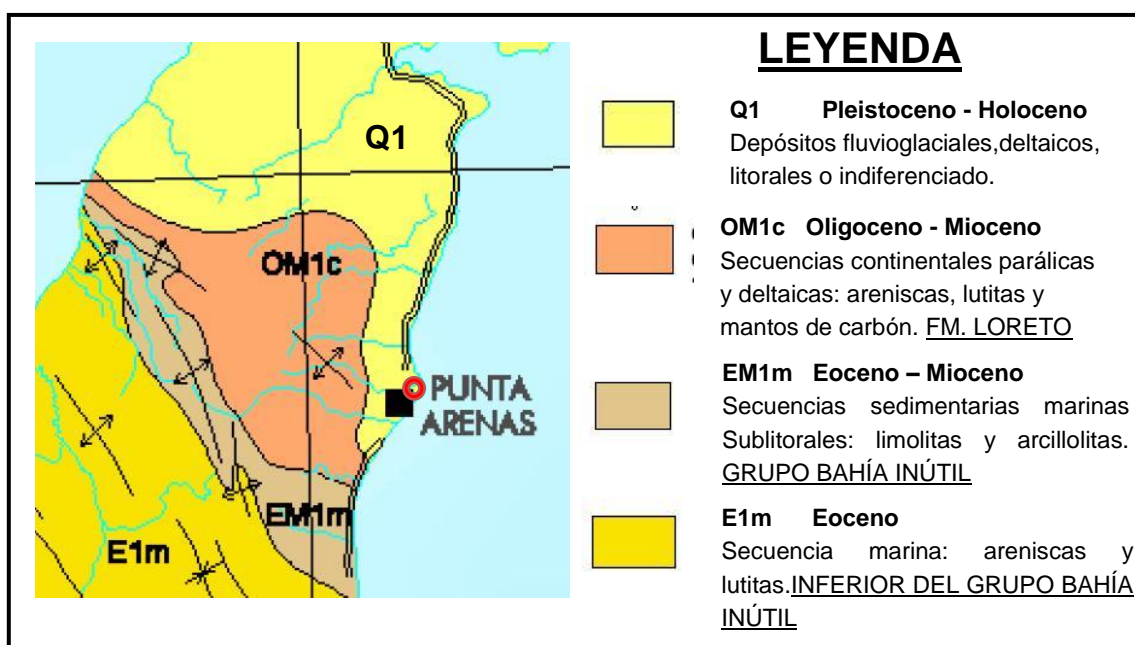 LEYENDA
Q1 Pleistoceno - Holoceno
Depósitos fluvioglaciales,deltaicos,
litorales o indiferenciado.
OM1c Oligoceno - Mioceno
Secuencias continentales parálicas
y deltaicas: areniscas, lutitas y
mantos de carbón. FM. LORETO
EM1m Eoceno – Mioceno
Secuencias sedimentarias marinas
Sublitorales: limolitas y arcillolitas.
GRUPO BAHÍA INÚTIL
E1m Eoceno
Secuencia marina: areniscas y
lutitas.INFERIOR DEL GRUPO BAHÍA
INÚTIL
Q1
OM1c
PUNTA
ARENAS
EM1m
E1m